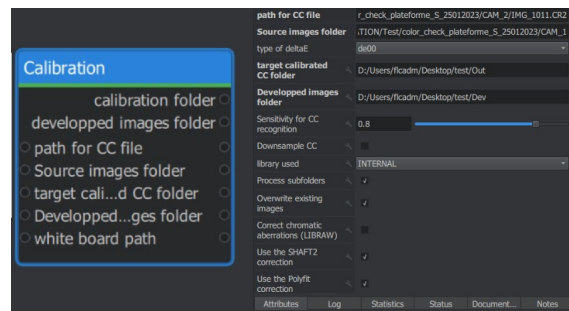 Calibration
calibration folder
developped images folder
path for CC file
Source images folder
target cali...d CC folder
Developped...ges folder
white board path
path for CC file r_check_plateforme_S_25012023/CAM_2/IMG_1011.CR2
Source images folder .TION/Test/color_check_plateforme_S_25012023/CAM_1
type of deltaE de00
target calibrated
CC folder D:/Users/flcadm/Desktop/test/Out
Developped images
folder D:/Users/flcadm/Desktop/test/Dev
Sensitivity for CC
recognition 0.8
Downsample CC
library used INTERNAL
Process subfolders
Overwrite existing
images
Correct chromatic
aberrations (LIBRAW)
Use the SHAFT2
correction
Use the Polyfit
correction
Attributes Log Statistics Status Document... Notes